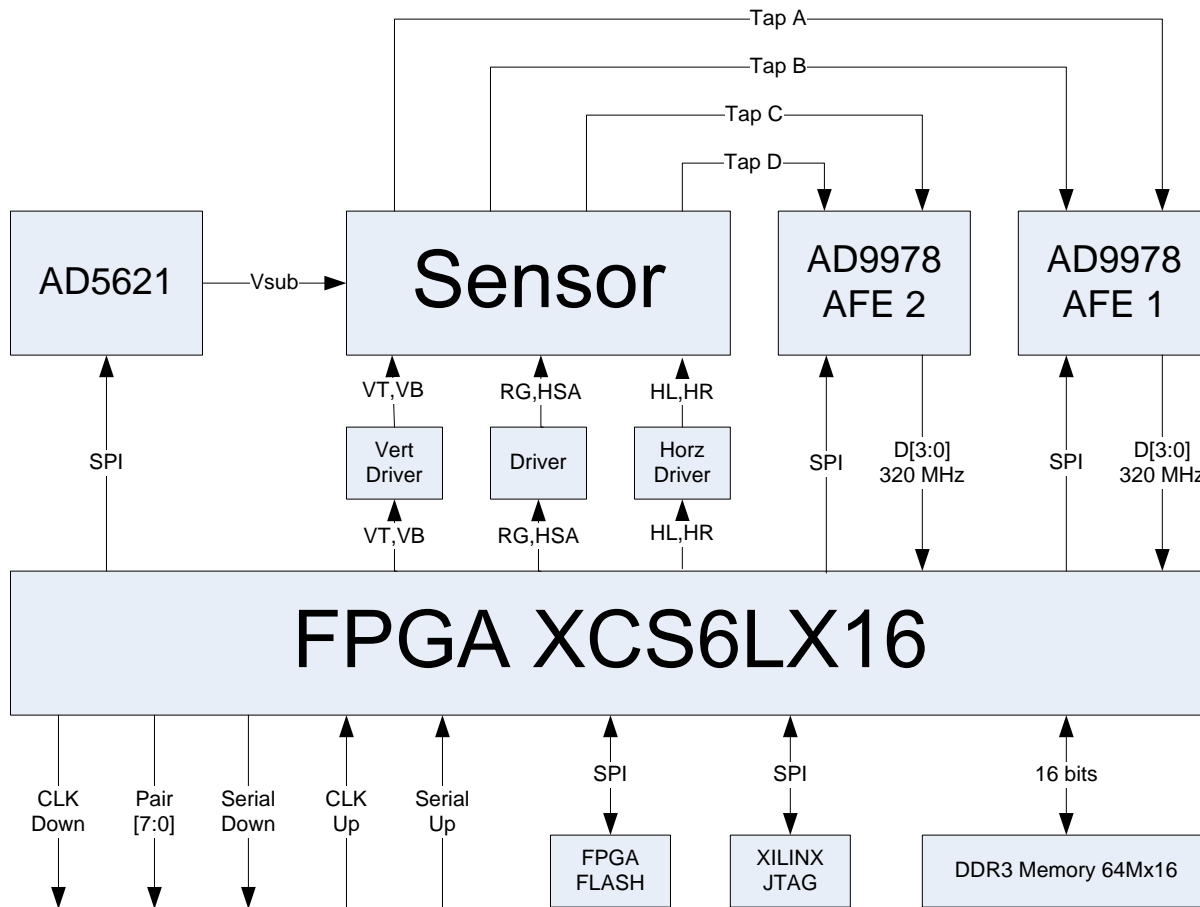 Tap A
Tap B
Tap C
Tap D
AD5621
Vsub
Sensor
AD9978
AFE 2
AD9978
AFE 1
VT,VB
RG,HSA
HL,HR
SPI
Vert
Driver
Driver
Horz
Driver
SPI
D[3:0]
320 MHz
SPI
D[3:0]
320 MHz
VT,VB
RG,HSA
HL,HR
FPGA XCS6LX16
CLK
Down
Pair
[7:0]
Serial
Down
CLK
Up
Serial
Up
SPI
SPI
16 bits
FPGA
FLASH
XILINX
JTAG
DDR3 Memory 64Mx16